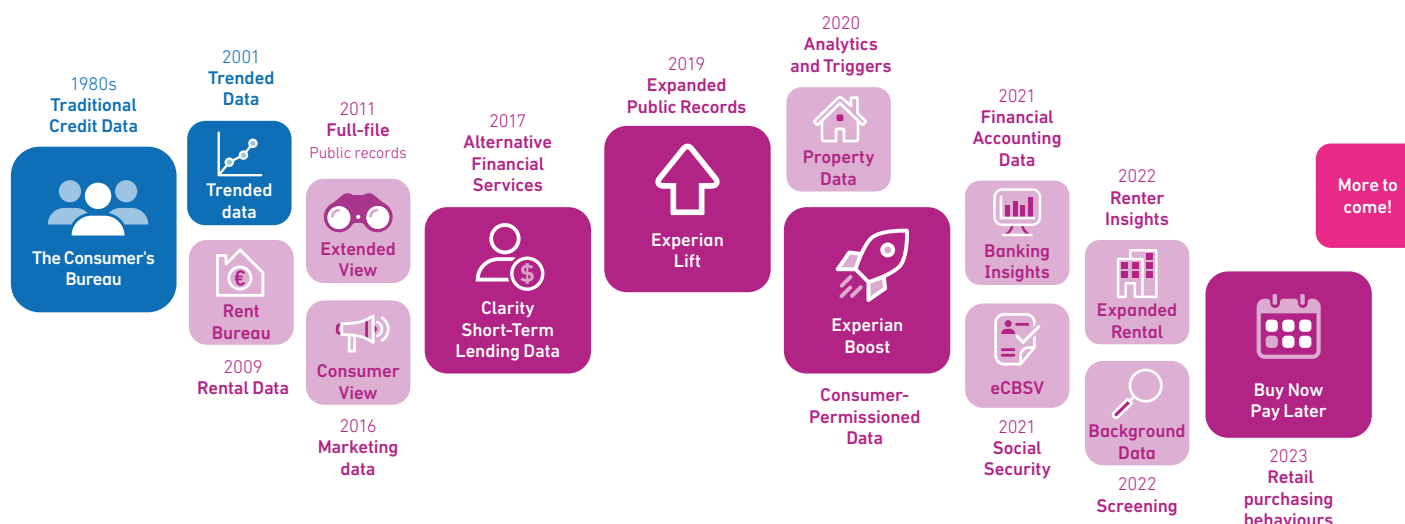 1980s
Traditional
Credit Data
The Consumer's
Bureau
2001
Trended
Data
Trended
data
€
Rent
Bureau
2009
Rental Data
2011
Full-file
Public records
Extended
View
Consumer
View
2016
Marketing
data
2017
Alternative
Financial
Services
$
Clarity
Short-Term
Lending Data
2019
Expanded
Public Records
Experian
Lift
2020
Analytics
and Triggers
Property
Data
Experian
Boost
Consumer-
Permissioned
Data
2021
Financial
Accounting
Data
Banking
Insights
eCBSV
2021
Social
Security
2022
Renter
Insights
Expanded
Rental
Background
Data
2022
Screening
Buy Now
Pay Later
2023
Retail
purchasing
behaviours
More to
come!